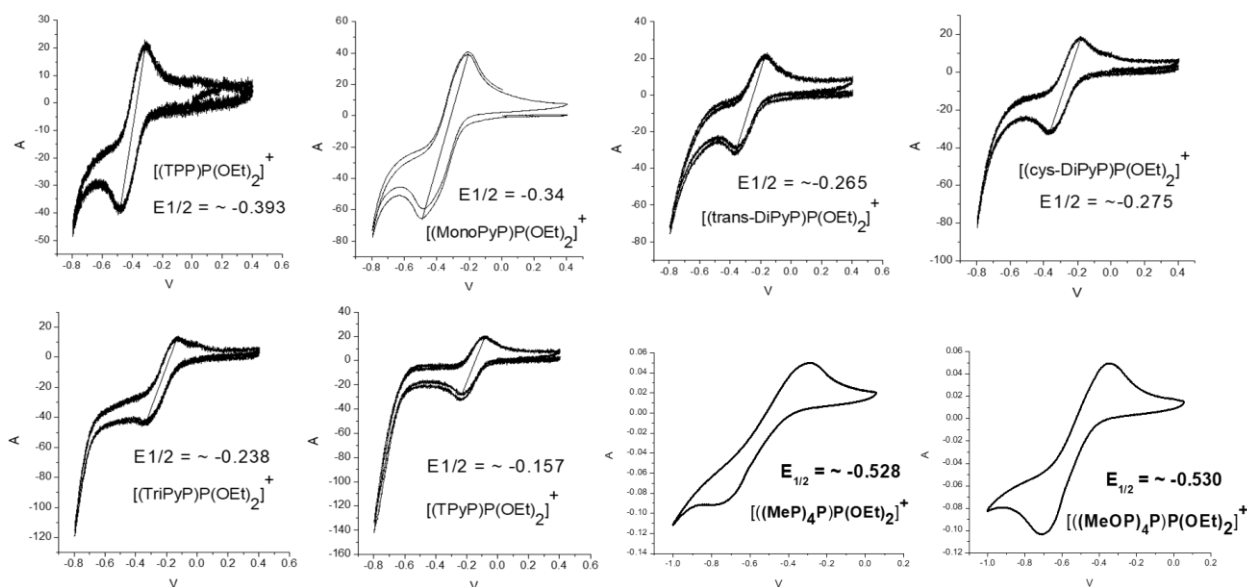 30
20
10
0
-10
-20
-30
-40
-50
A
[(TPP)P(OEt)2]+
E1/2 = ~ -0.393
-0.8 -0.6 -0.4 -0.2 0.0 0.2 0.4 0.6
V
60
40
20
0
-20
-40
-60
-80
A
E1/2 = -0.34
[(MonoPyP)P(OEt)2]+
-0.8 -0.6 -0.4 -0.2 0.0 0.2 0.4 0.6
V
40
20
0
-20
-40
-60
-80
A
E1/2 = ~-0.265
[(trans-DiPyP)P(OEt)2]+
-0.8 -0.6 -0.4 -0.2 0.0 0.2 0.4 0.6
V
40
20
0
-20
-40
-60
-80
-100
A
[(cys-DiPyP)P(OEt)2]+
E1/2 = ~-0.275
-0.8 -0.6 -0.4 -0.2 0.0 0.2 0.4 0.6
V
40
20
0
-20
-40
-60
-80
-100
-120
A
E1/2 = ~ -0.238
[(TriPyP)P(OEt)2]+
-0.8 -0.6 -0.4 -0.2 0.0 0.2 0.4 0.6
V
40
20
0
-20
-40
-60
-80
-100
-120
-140
-160
A
E1/2 = ~ -0.157
[(TPyP)P(OEt)2]+
-0.8 -0.6 -0.4 -0.2 0.0 0.2 0.4 0.6
V
0.06
0.04
0.02
0.00
-0.02
-0.04
-0.06
-0.08
-0.10
-0.12
-0.14
A
E1/2 = ~ -0.528
[((MeP)4P)P(OEt)2]+
-1.0 -0.8 -0.6 -0.4 -0.2 0.0 0.2
V
0.06
0.04
0.02
0.00
-0.02
-0.04
-0.06
-0.08
-0.10
-0.12
A
E1/2 = ~ -0.530
[((MeOP)4P)P(OEt)2]+
-1.0 -0.8 -0.6 -0.4 -0.2 0.0 0.2
V